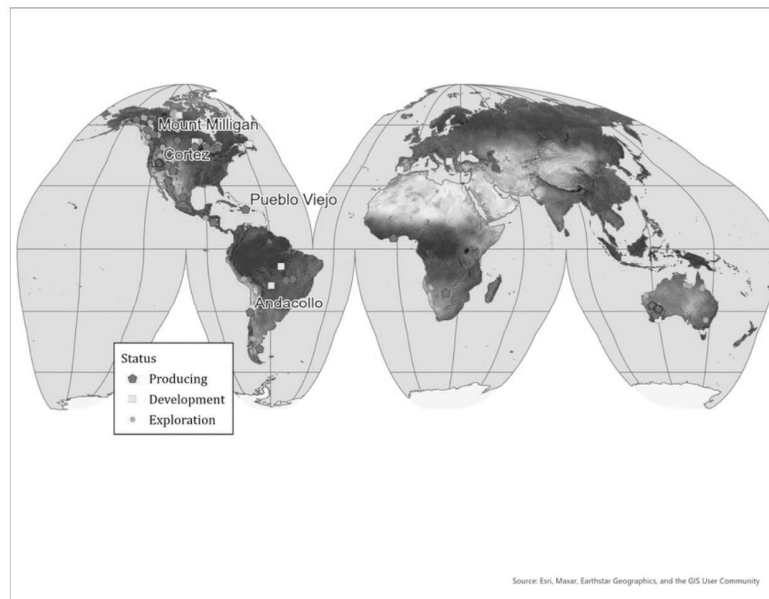 Mount Milligan
Cortez
Pueblo Viejo
Andacollo
Status
Producing
Development
Exploration
Source: Esri, Maxar, Earthstar Geographics, and the GIS User Community